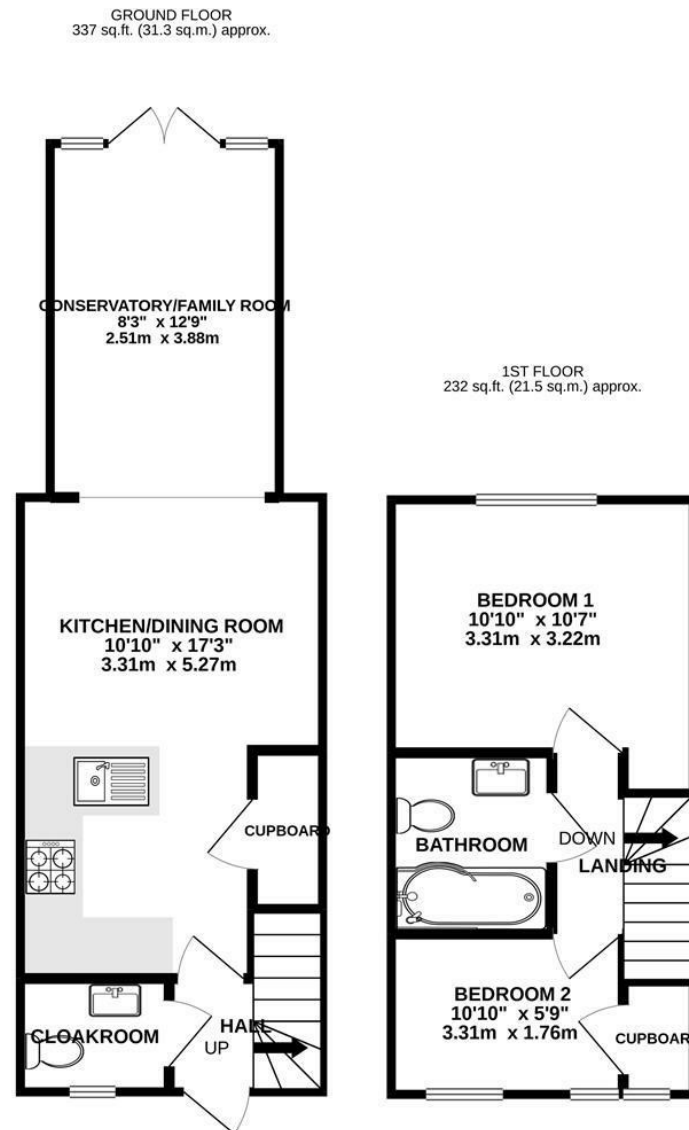 GROUND FLOOR
337 sq.ft. (31.3 sq.m.) approx.
CONSERVATORY/FAMILY ROOM
8'3" x 12'9"
2.51m x 3.88m
KITCHEN/DINING ROOM
10'10" x 17'3"
3.31m x 5.27m
CUPBOARD
CLOAKROOM
HALL
UP
1ST FLOOR
232 sq.ft. (21.5 sq.m.) approx.
BEDROOM 1
10'10" x 10'7"
3.31m x 3.22m
BATHROOM
DOWN
LANDING
BEDROOM 2
10'10" x 5'9"
3.31m x 1.76m
CUPBOAR